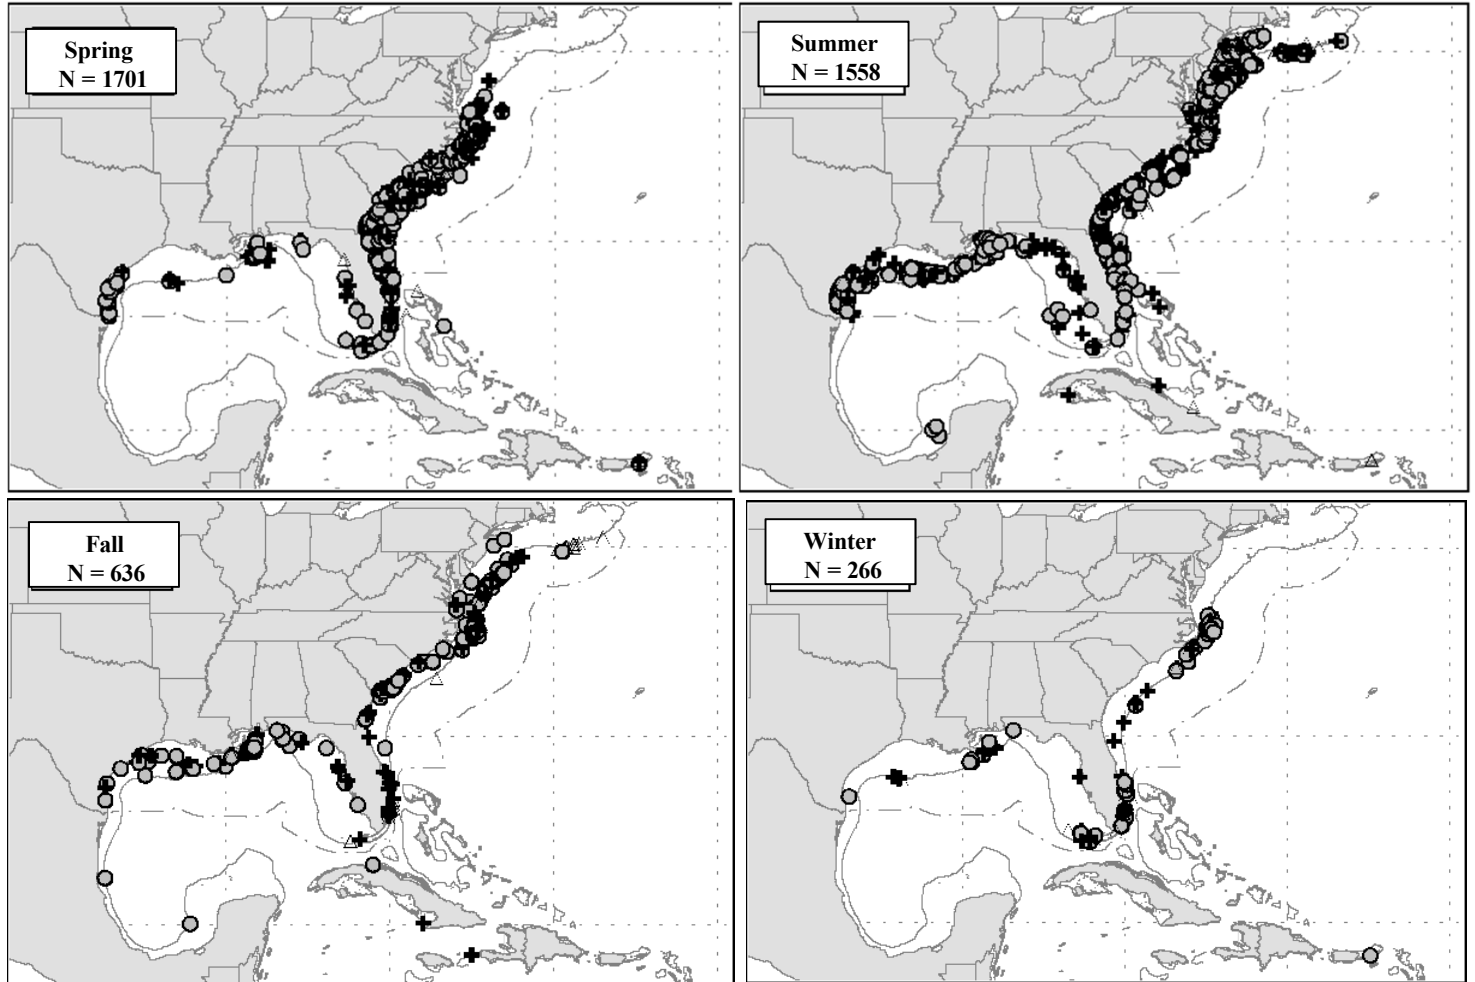 Spring
N = 1701
Summer
N = 1558
Fall
N = 636
Winter
N = 266